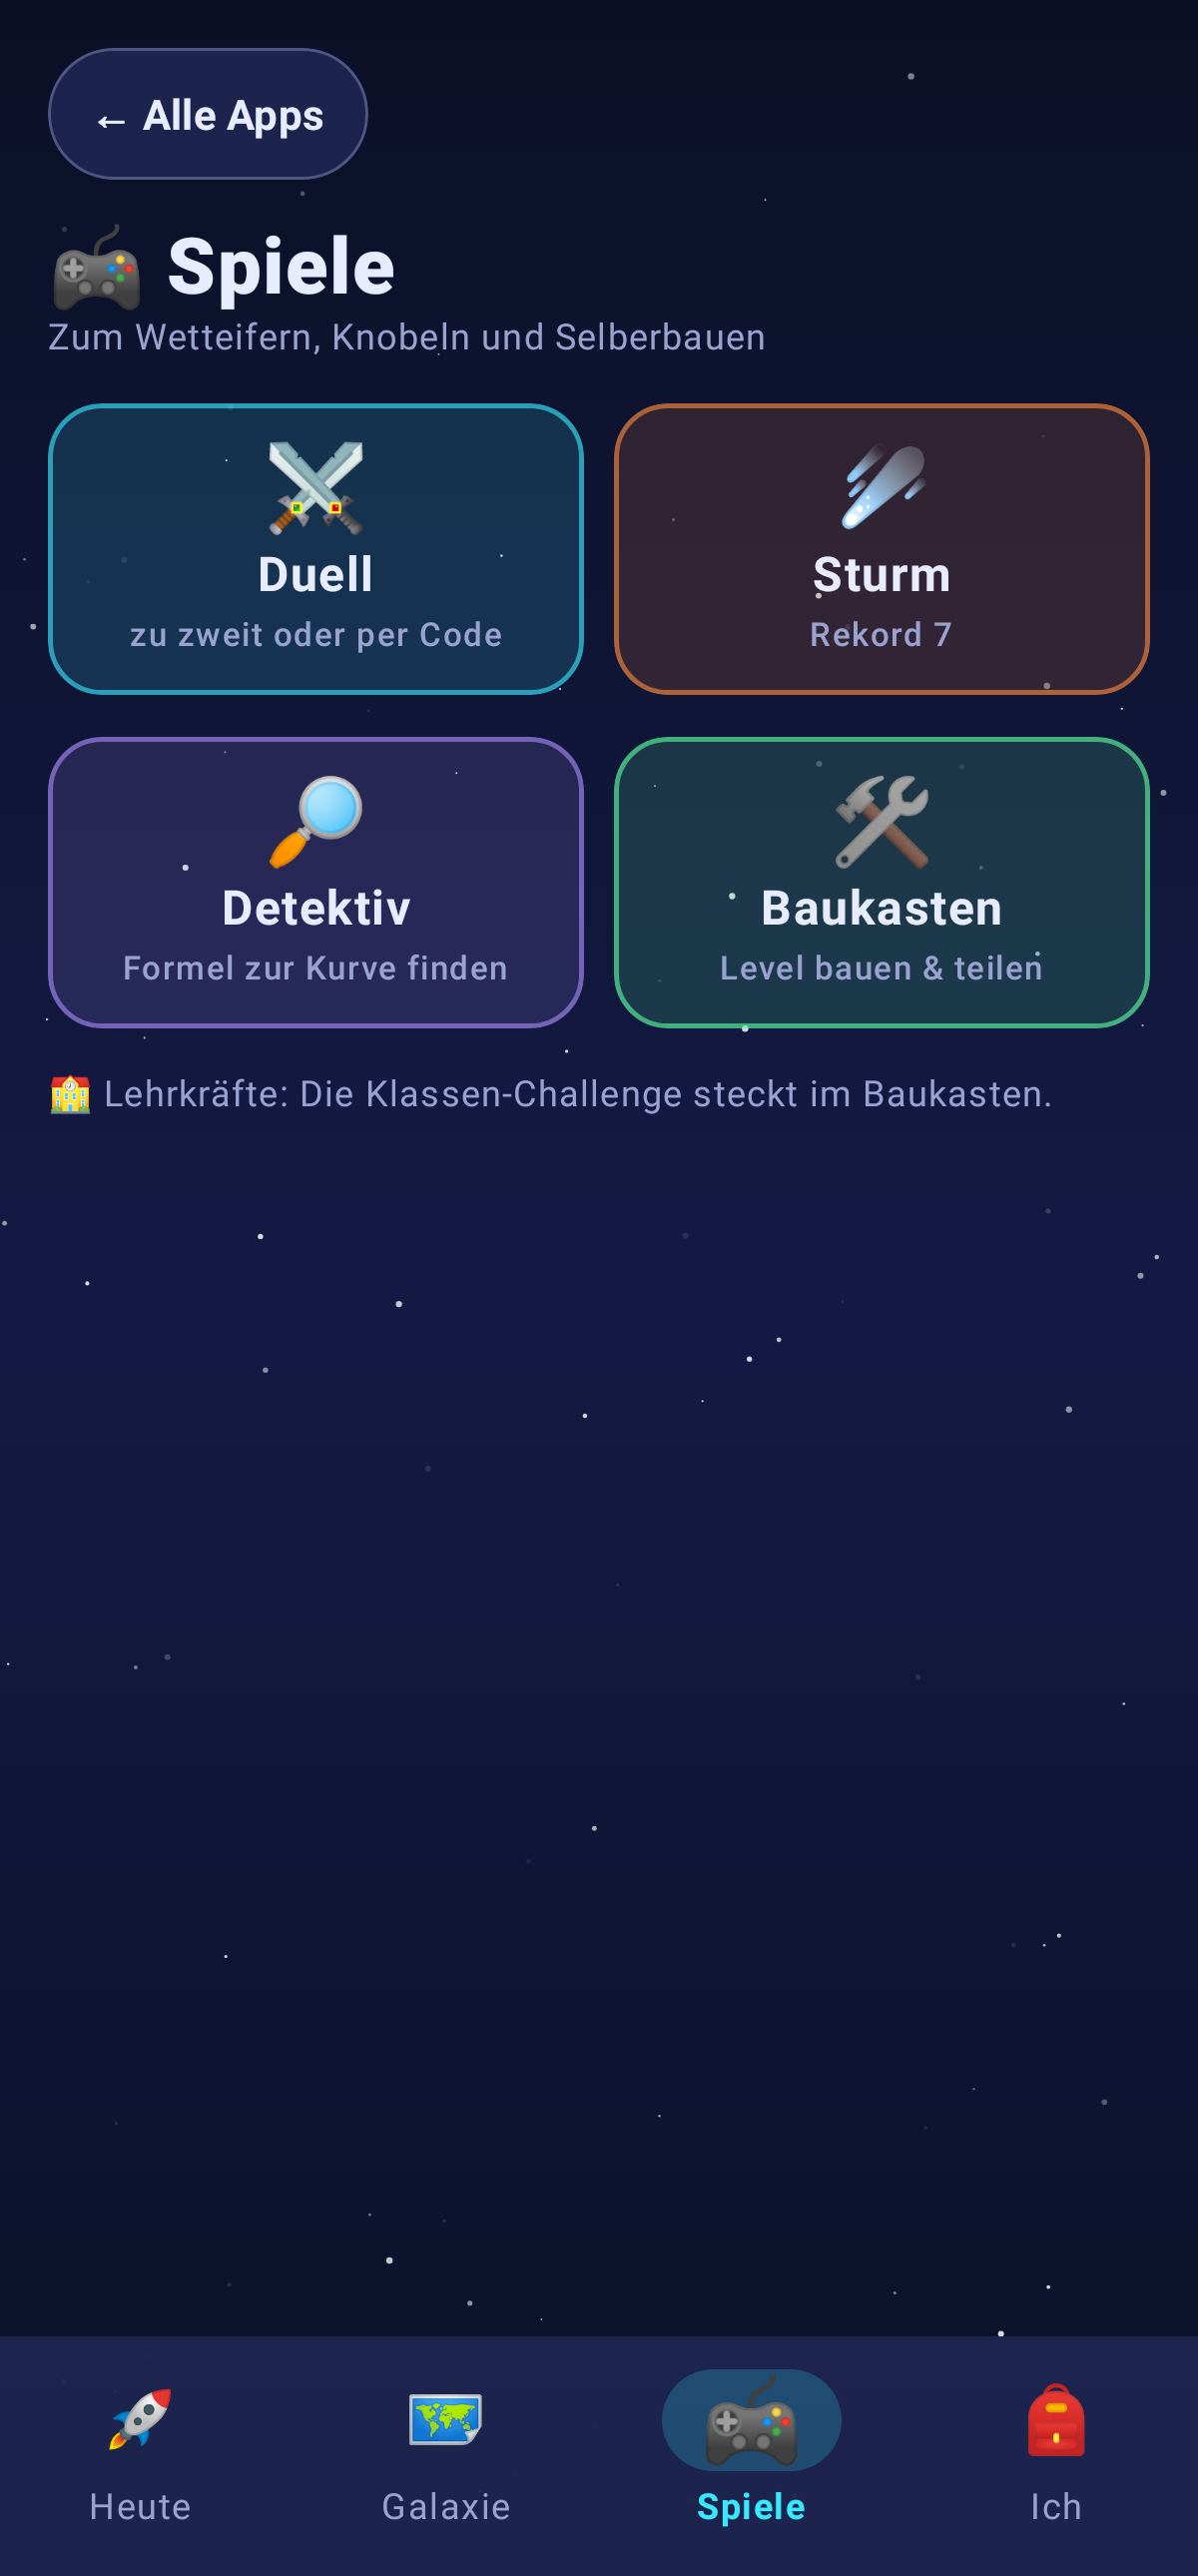 ← Alle Apps
🎮 Spiele
Zum Wetteifern, Knobeln und Selberbauen
Duell
zu zweit oder per Code
Sturm
Rekord 7
Detektiv
Formel zur Kurve finden
Baukasten
Level bauen & teilen
🏫 Lehrkräfte: Die Klassen-Challenge steckt im Baukasten.
Heute
Galaxie
Spiele
Ich